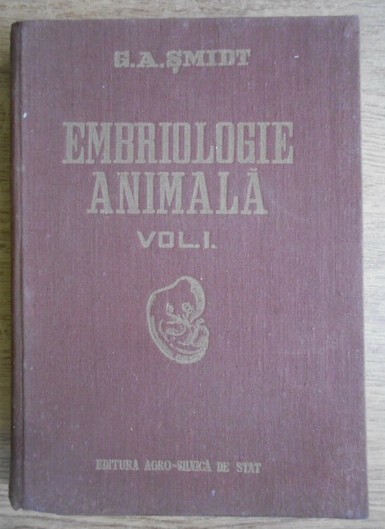 G.A.ȘMIDT
EMBRIOLOGIE
ANIMALĂ
VOL.I.
EDITURA AGRO-SILVICĂ DE STAT